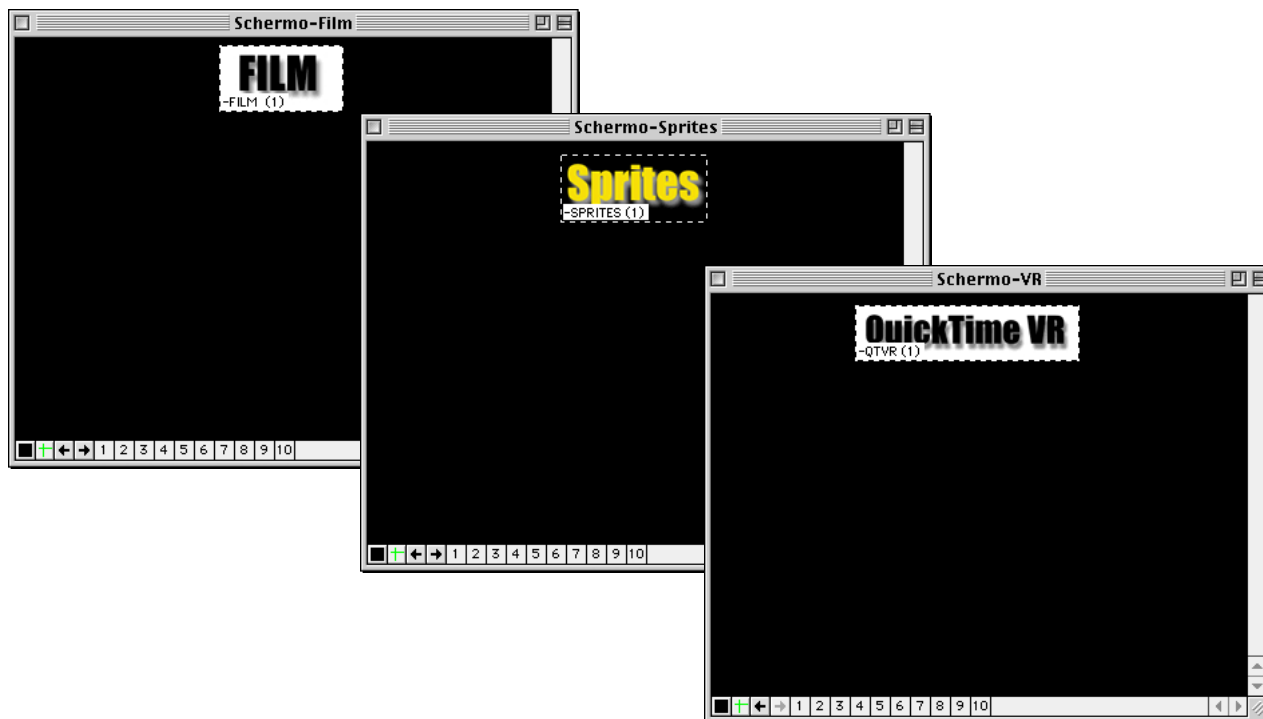 Schermo-Film
FILM
-FILM (1)
1 2 3 4 5 6 7 8 9 10
Schermo-Sprites
Sprites
-SPRITES (1)
1 2 3 4 5 6 7 8 9 10
Schermo-VR
QuickTime VR
-QTVR (1)
1 2 3 4 5 6 7 8 9 10